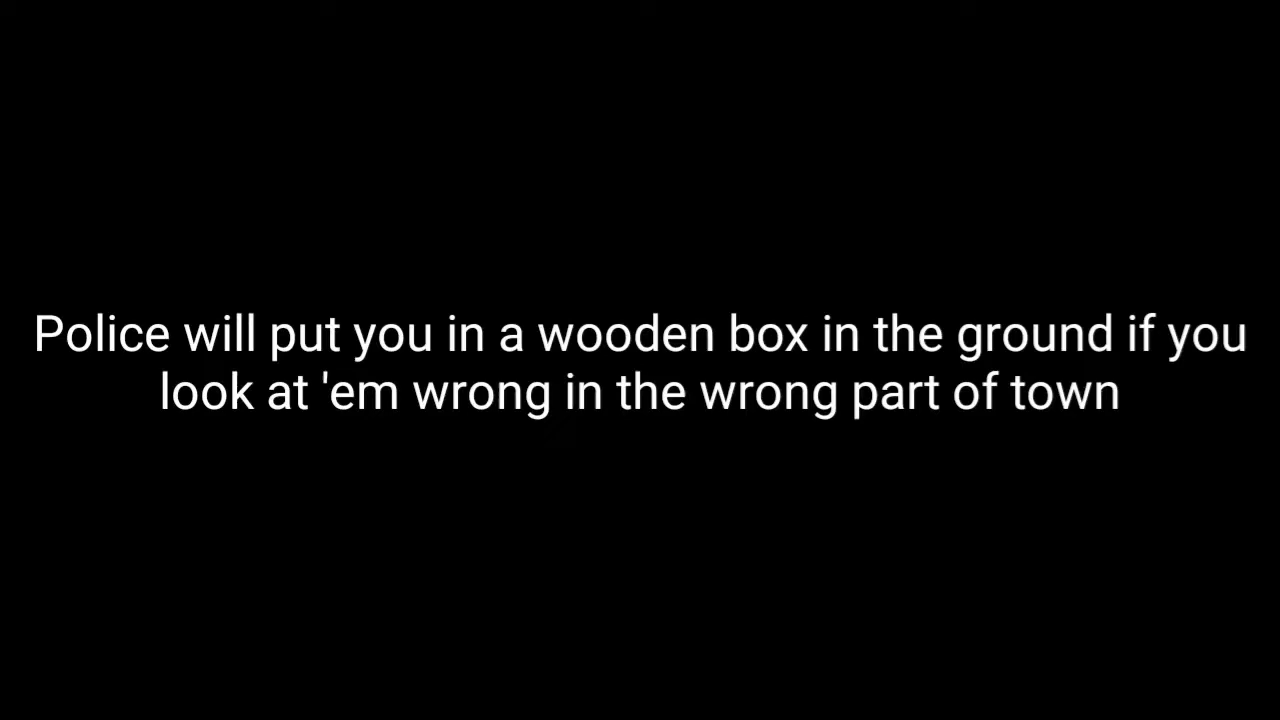 Police will put you in a wooden box in the ground if you
look at 'em wrong in the wrong part of town